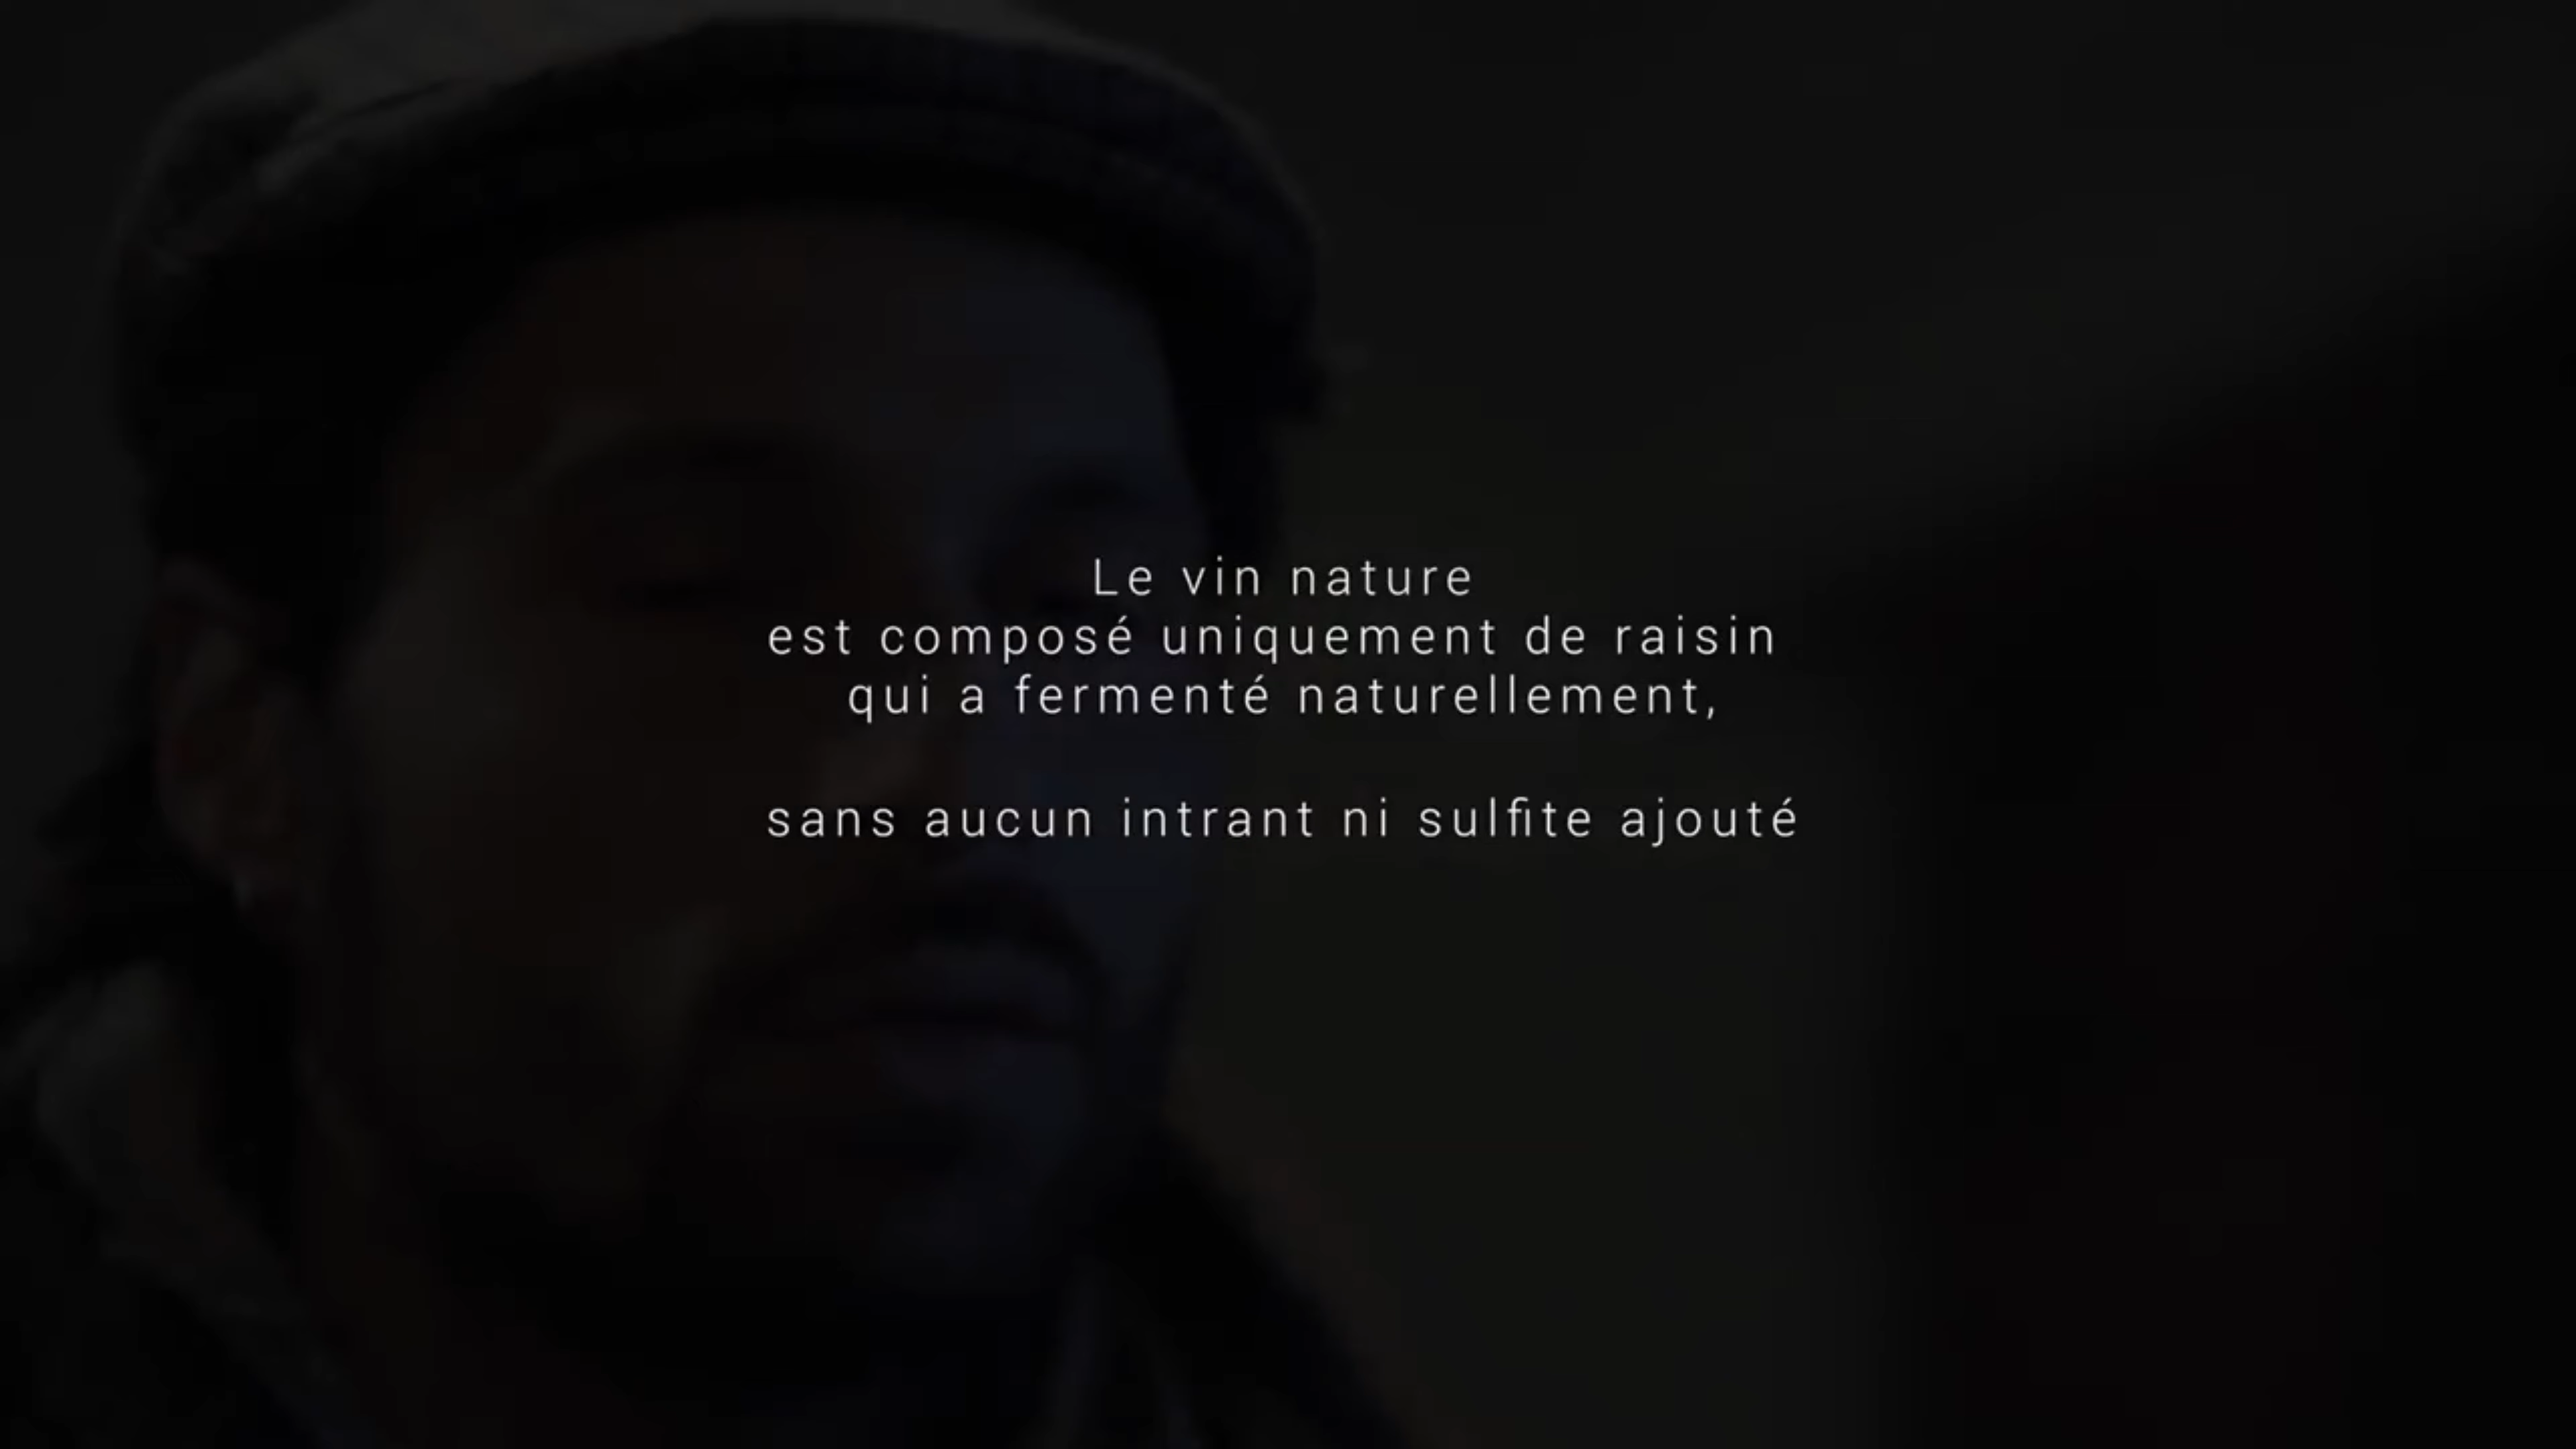 Le vin nature
est composé uniquement de raisin
qui a fermenté naturellement,
sans aucun intrant ni sulfite ajouté